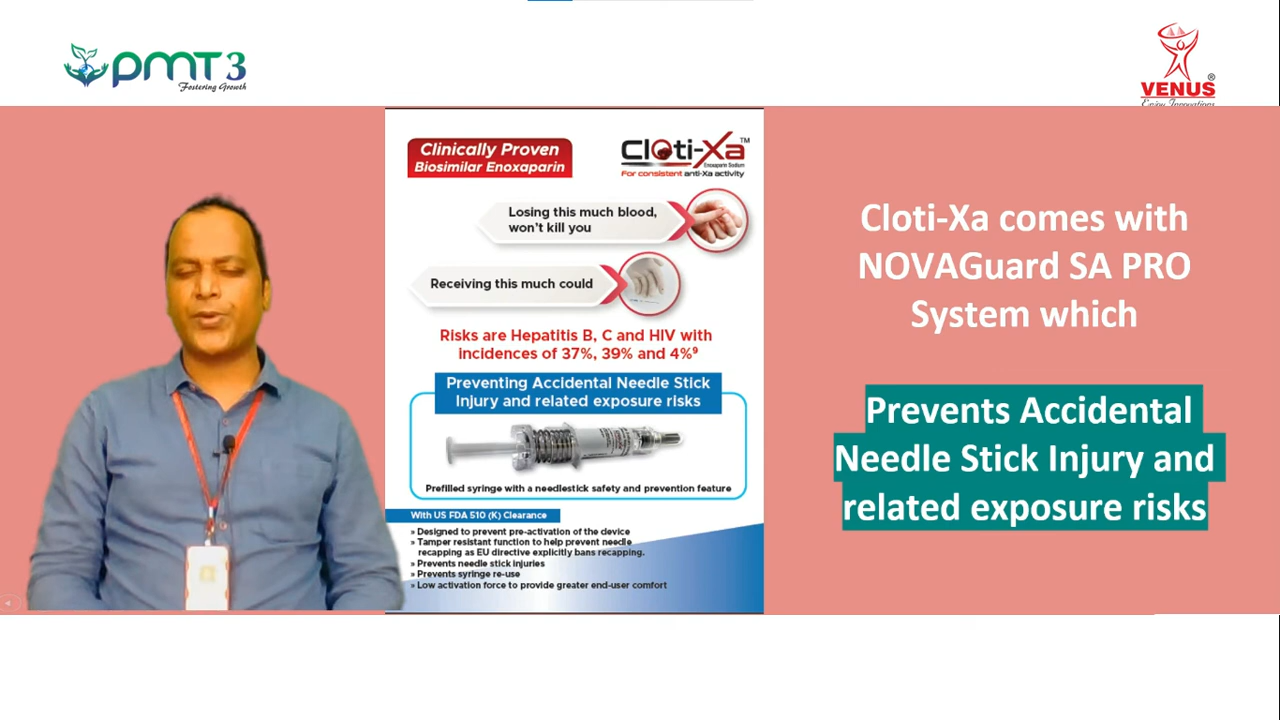 PMT3
Fostering Growth
VENUS®
Enjoy Innovations
Clinically Proven
Biosimilar Enoxaparin
Cloti-Xa™
Enoxaparin Sodium
For consistent anti-Xa activity
Losing this much blood,
won't kill you
Receiving this much could
Risks are Hepatitis B, C and HIV with
incidences of 37%, 39% and 4%⁹
Preventing Accidental Needle Stick
Injury and related exposure risks
Prefilled syringe with a needlestick safety and prevention feature
With US FDA 510 (K) Clearance
» Designed to prevent pre-activation of the device
» Tamper resistant function to help prevent needle
recapping as EU directive explicitly bans recapping.
» Prevents needle stick injuries
» Prevents syringe re-use
» Low activation force to provide greater end-user comfort
Cloti-Xa comes with
NOVAGuard SA PRO
System which
Prevents Accidental
Needle Stick Injury and
related exposure risks